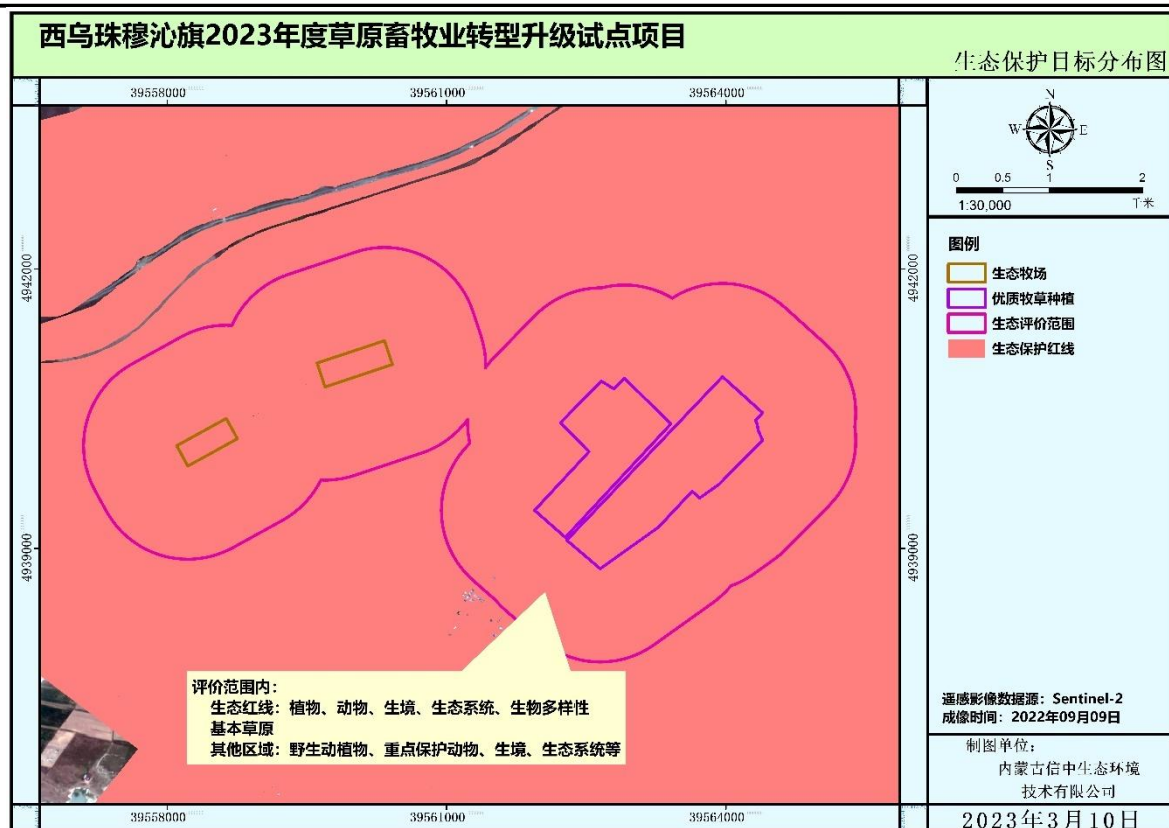 西乌珠穆沁旗2023年度草原畜牧业转型升级试点项目
生态保护目标分布图
39558000
39561000
39564000
N
W
E
S
0
0.5
1
2
1:30,000
千米
4942000
4942000
图例
生态牧场
优质牧草种植
生态评价范围
生态保护红线
4939000
4939000
评价范围内:
生态红线: 植物、动物、生境、生态系统、生物多样性
基本草原
其他区域: 野生动植物、重点保护动物、生境、生态系统等
遥感影像数据源: Sentinel-2
成像时间: 2022年09月09日
制图单位:
内蒙古信中生态环境
技术有限公司
39558000
39561000
39564000
2023年3月10日